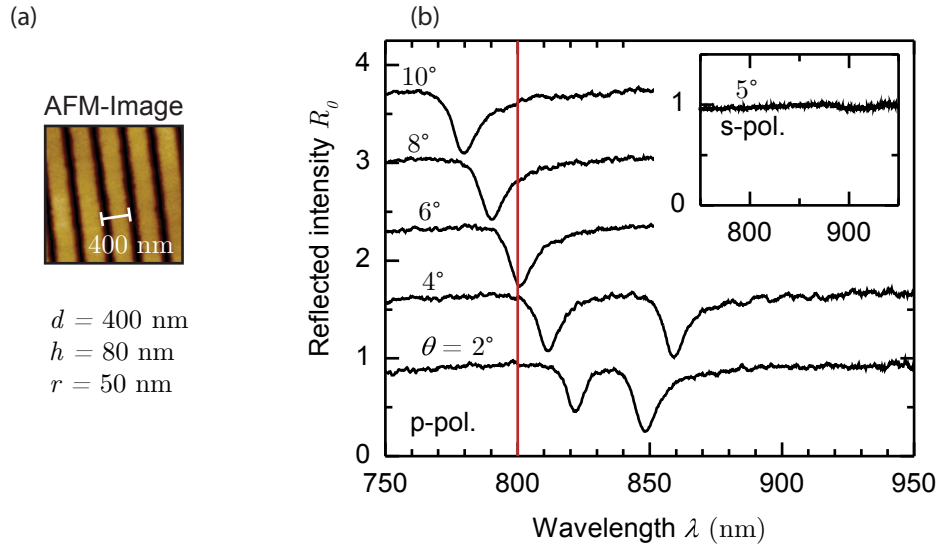 (a)
AFM-Image
400 nm
d = 400 nm
h = 80 nm
r = 50 nm
(b)
Reflected intensity R₀
4
3
2
1
0
10°
8°
6°
4°
θ = 2°
p-pol.
1
0
5°
s-pol.
800 900
750 800 850 900 950
Wavelength λ (nm)